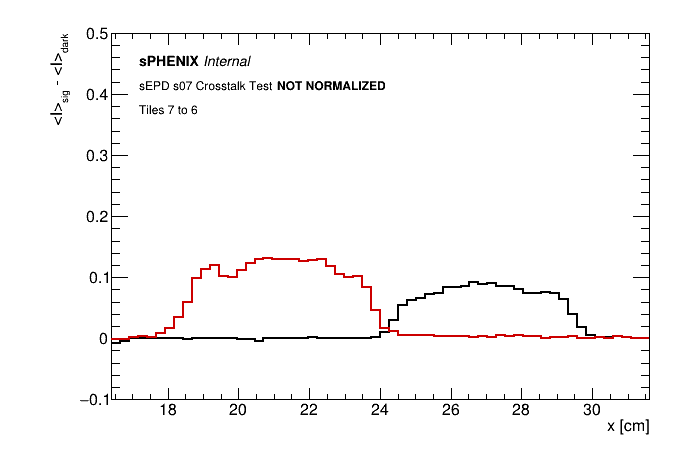 0.5
<I>sig - <I>dark
sPHENIX Internal
sEPD s07 Crosstalk Test NOT NORMALIZED
0.4
Tiles 7 to 6
0.3
0.2
0.1
0
−0.1
18 20 22 24 26 28 30
x [cm]